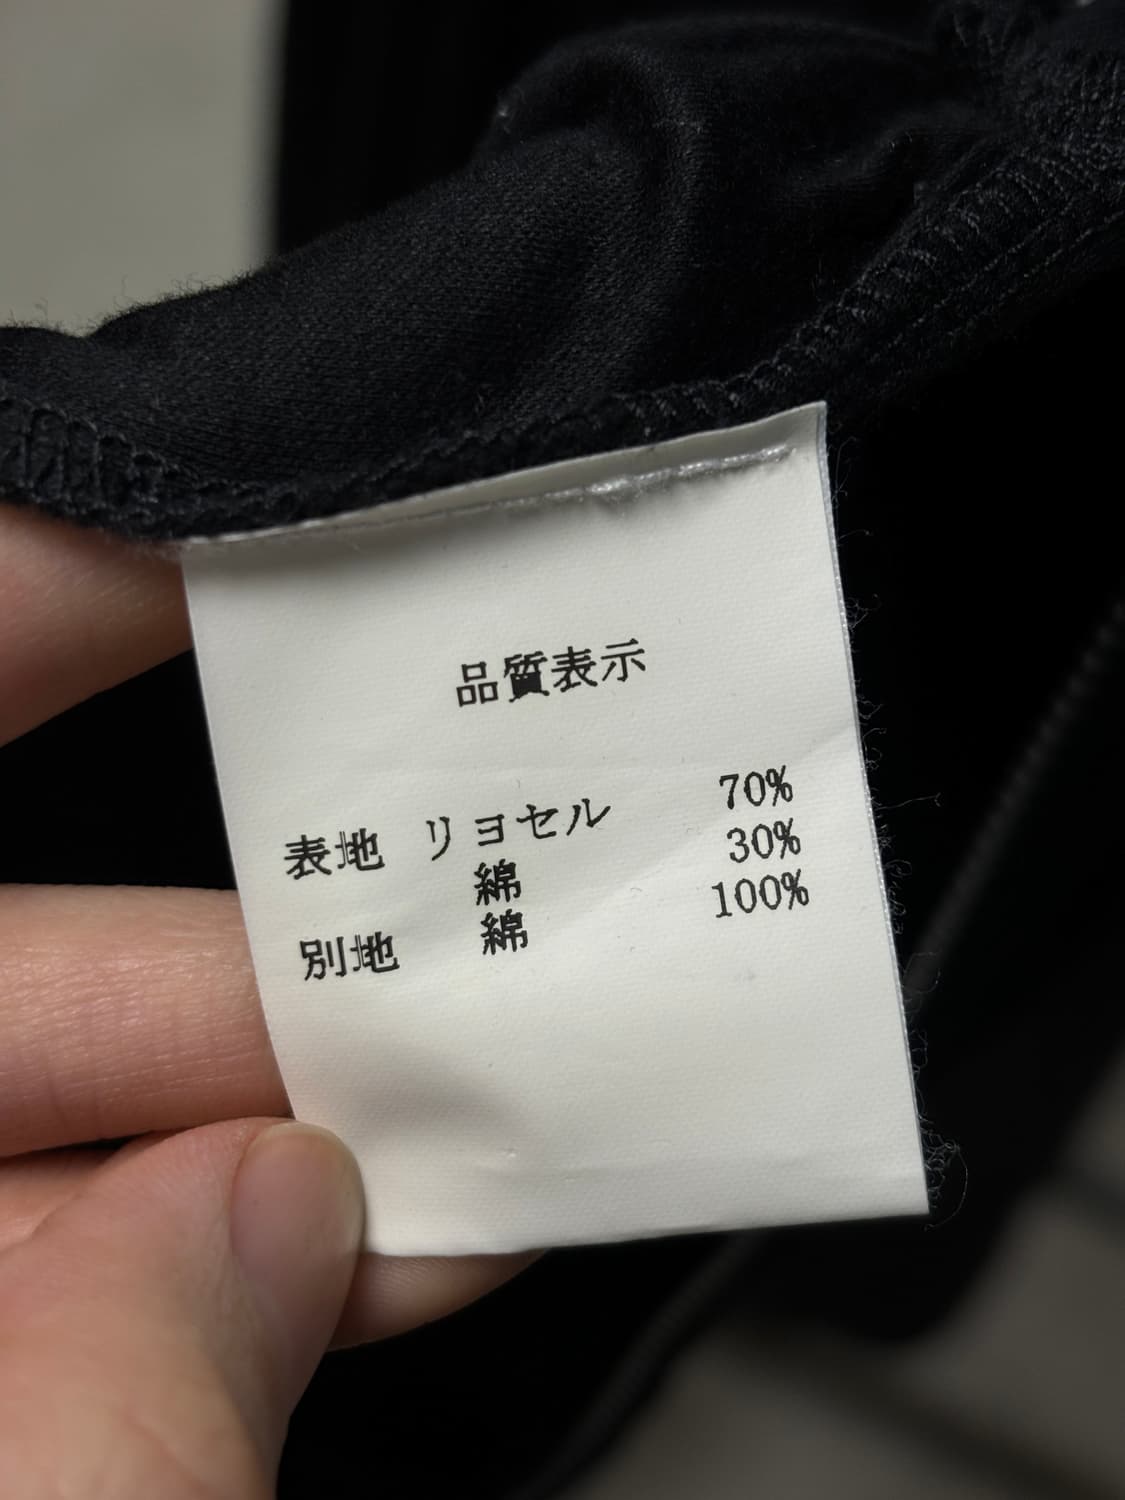 品質表示
表地 リヨセル 70%
綿 30%
別地 綿 100%